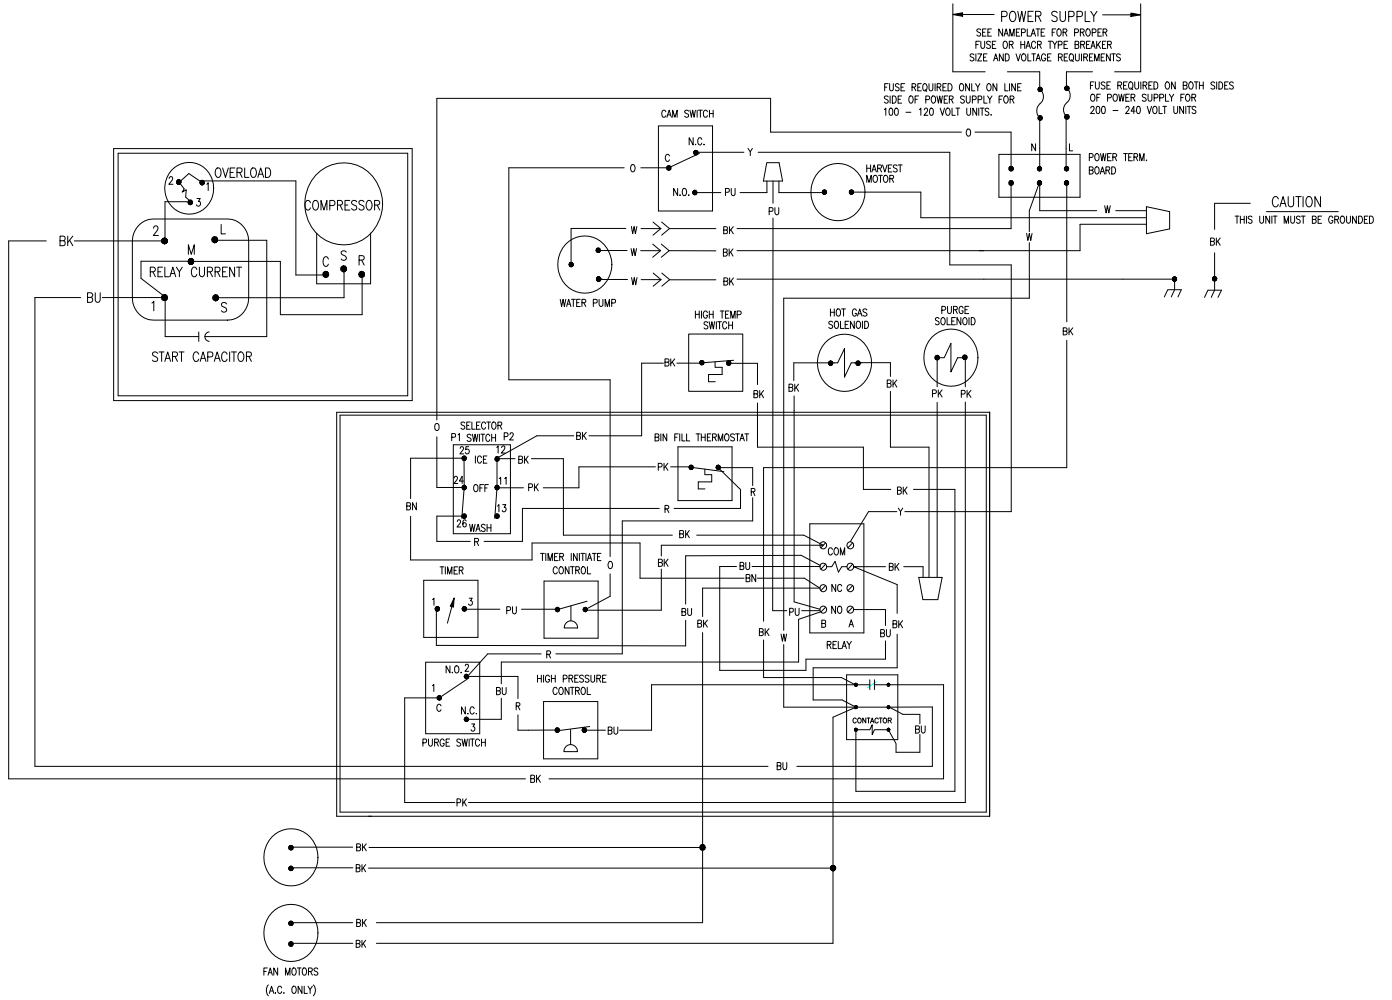 POWER SUPPLY
SEE NAMEPLATE FOR PROPER
FUSE OR HACR TYPE BREAKER
SIZE AND VOLTAGE REQUIREMENTS
FUSE REQUIRED ONLY ON LINE
SIDE OF POWER SUPPLY FOR
100 – 120 VOLT UNITS.
FUSE REQUIRED ON BOTH SIDES
OF POWER SUPPLY FOR
200 – 240 VOLT UNITS
CAM SWITCH
N.C.
C
N.O.
O
Y
PU
PU
O
N
L
POWER TERM.
BOARD
HARVEST
MOTOR
W
W
CAUTION
THIS UNIT MUST BE GROUNDED
BK
OVERLOAD
2
1
3
COMPRESSOR
C
S
R
2
L
M
RELAY CURRENT
1
S
START CAPACITOR
BK
BU
W
BK
W
BK
W
BK
WATER PUMP
HIGH TEMP
SWITCH
BK
BK
HOT GAS
SOLENOID
BK
BK
PURGE
SOLENOID
PK
PK
BK
O
SELECTOR
P1 SWITCH P2
25
ICE
12
24
OFF
11
26
WASH
13
BK
BK
PK
BN
R
BIN FILL THERMOSTAT
PK
R
R
BK
Y
BK
BK
O
TIMER
1
3
PU
TIMER INITIATE
CONTROL
BU
BN
BU
BK
PU
BK
W
COM
NC
NO
B
A
RELAY
BK
BU
BK
R
N.O.
2
1
C
N.C.
3
PURGE SWITCH
BU
R
HIGH PRESSURE
CONTROL
BU
CONTACTOR
BU
BU
BK
PK
BK
BK
BK
BK
FAN MOTORS
(A.C. ONLY)